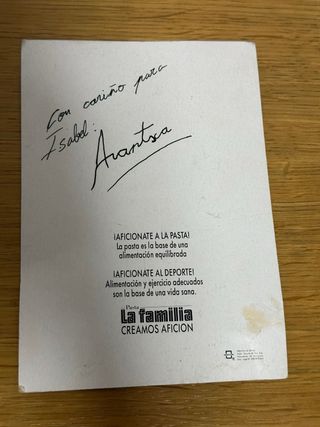 Con cariño para
Isabel:
Arantxa
¡AFICIONATE A LA PASTA!
La pasta es la base de una
alimentación equilibrada
¡AFICIONATE AL DEPORTE!
Alimentación y ejercicio adecuados
son la base de una vida sana.
Pasta
La familia
CREAMOS AFICION